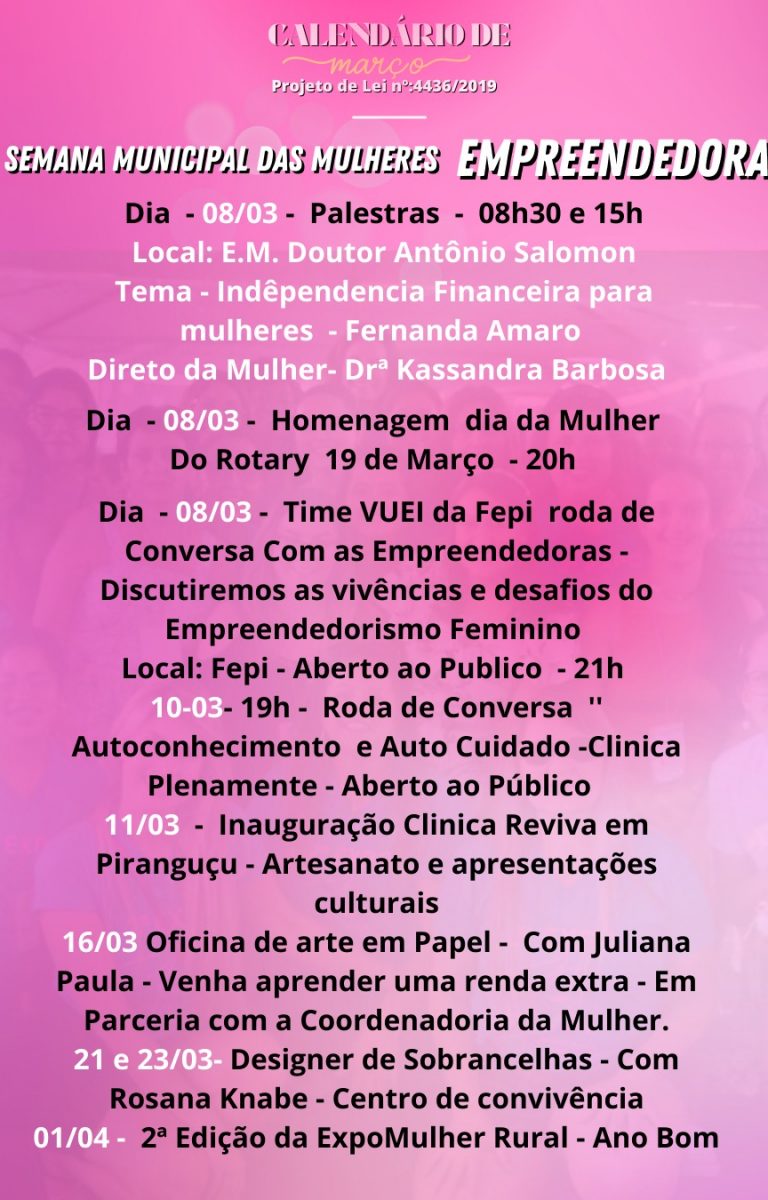 CALENDÁRIO DE
março
Projeto de Lei nº:4436/2019
SEMANA MUNICIPAL DAS MULHERES EMPREENDEDORA
Dia - 08/03 - Palestras - 08h30 e 15h
Local: E.M. Doutor Antônio Salomon
Tema - Indêpendencia Financeira para
mulheres - Fernanda Amaro
Direto da Mulher- Drª Kassandra Barbosa
Dia - 08/03 - Homenagem dia da Mulher
Do Rotary 19 de Março - 20h
Dia - 08/03 - Time VUEI da Fepi roda de
Conversa Com as Empreendedoras -
Discutiremos as vivências e desafios do
Empreendedorismo Feminino
Local: Fepi - Aberto ao Publico - 21h
10-03- 19h - Roda de Conversa ''
Autoconhecimento e Auto Cuidado -Clinica
Plenamente - Aberto ao Público
11/03 - Inauguração Clinica Reviva em
Piranguçu - Artesanato e apresentações
culturais
16/03 Oficina de arte em Papel - Com Juliana
Paula - Venha aprender uma renda extra - Em
Parceria com a Coordenadoria da Mulher.
21 e 23/03- Designer de Sobrancelhas - Com
Rosana Knabe - Centro de convivência
01/04 - 2ª Edição da ExpoMulher Rural - Ano Bom